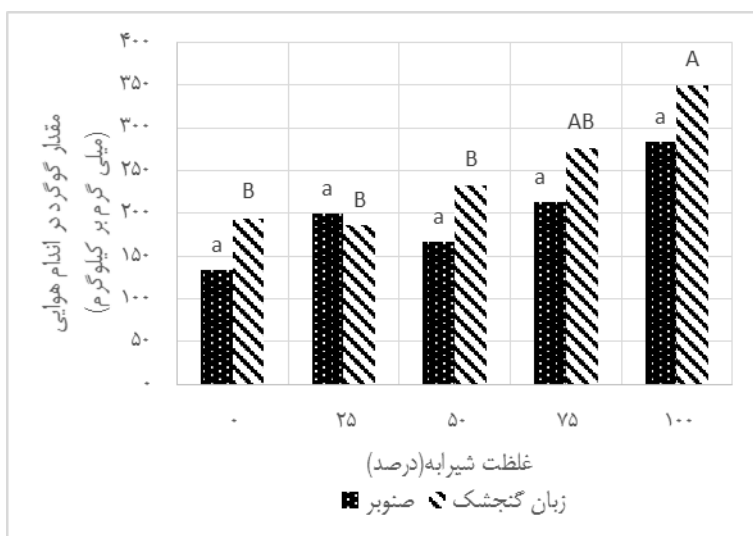 مقدار گوگرد در اندام هوایی
(میلی گرم بر کیلوگرم)
۴۰۰
۳۵۰
۳۰۰
۲۵۰
۲۰۰
۱۵۰
۱۰۰
۵۰
۰
a B
a B
a B
a AB
a A
۰ ۲۵ ۵۰ ۷۵ ۱۰۰
غلظت شیرابه(درصد)
صنوبر زبان گنجشک